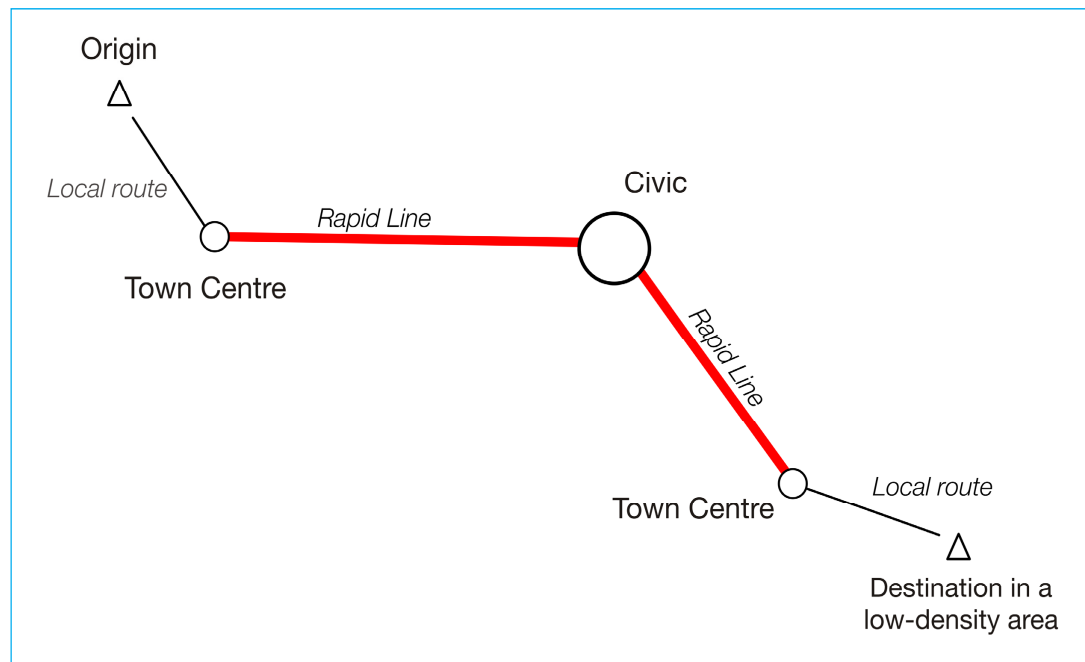 Origin
Local route
Civic
Rapid Line
Town Centre
Rapid Line
Local route
Town Centre
Destination in a
low-density area